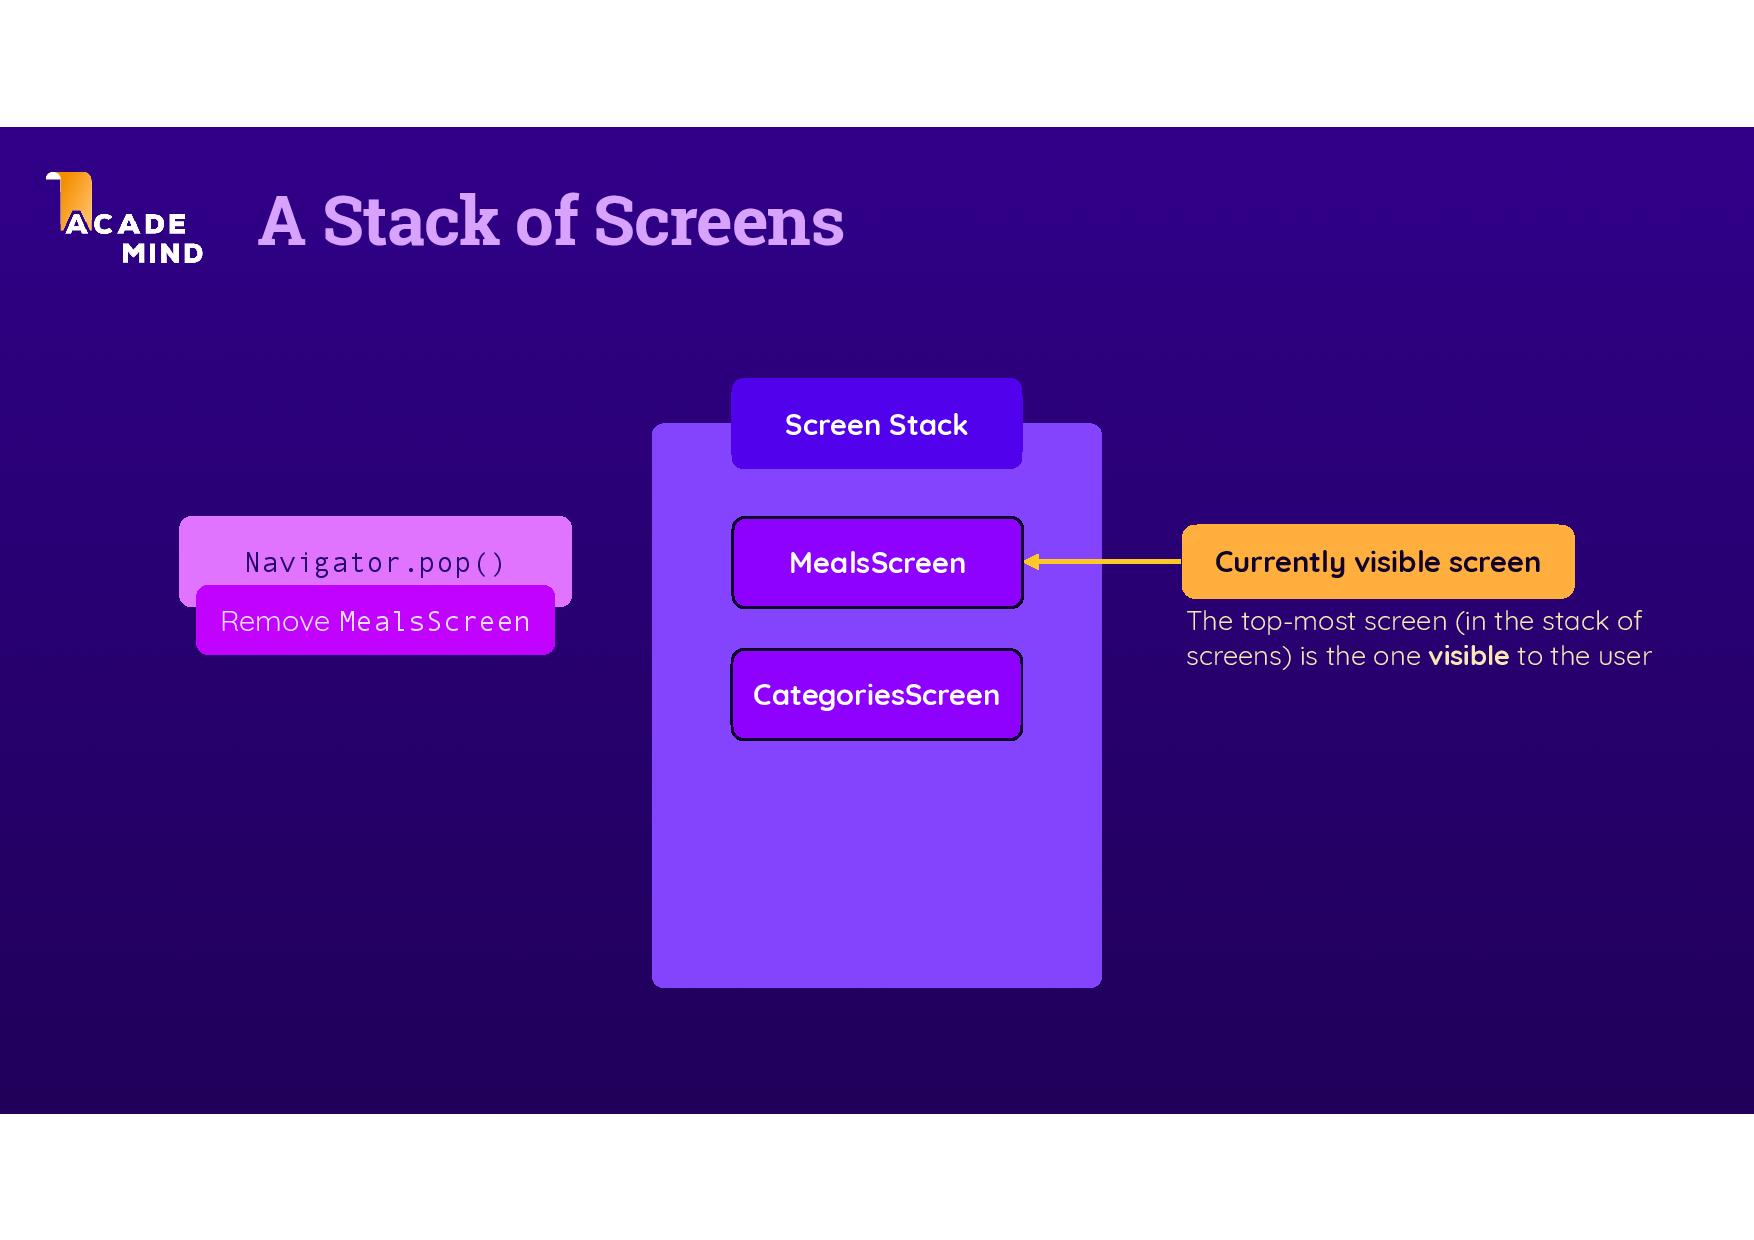 ACADE
MIND
A Stack of Screens
Screen Stack
Navigator.pop()
Remove MealsScreen
MealsScreen
CategoriesScreen
Currently visible screen
The top-most screen (in the stack of
screens) is the one visible to the user